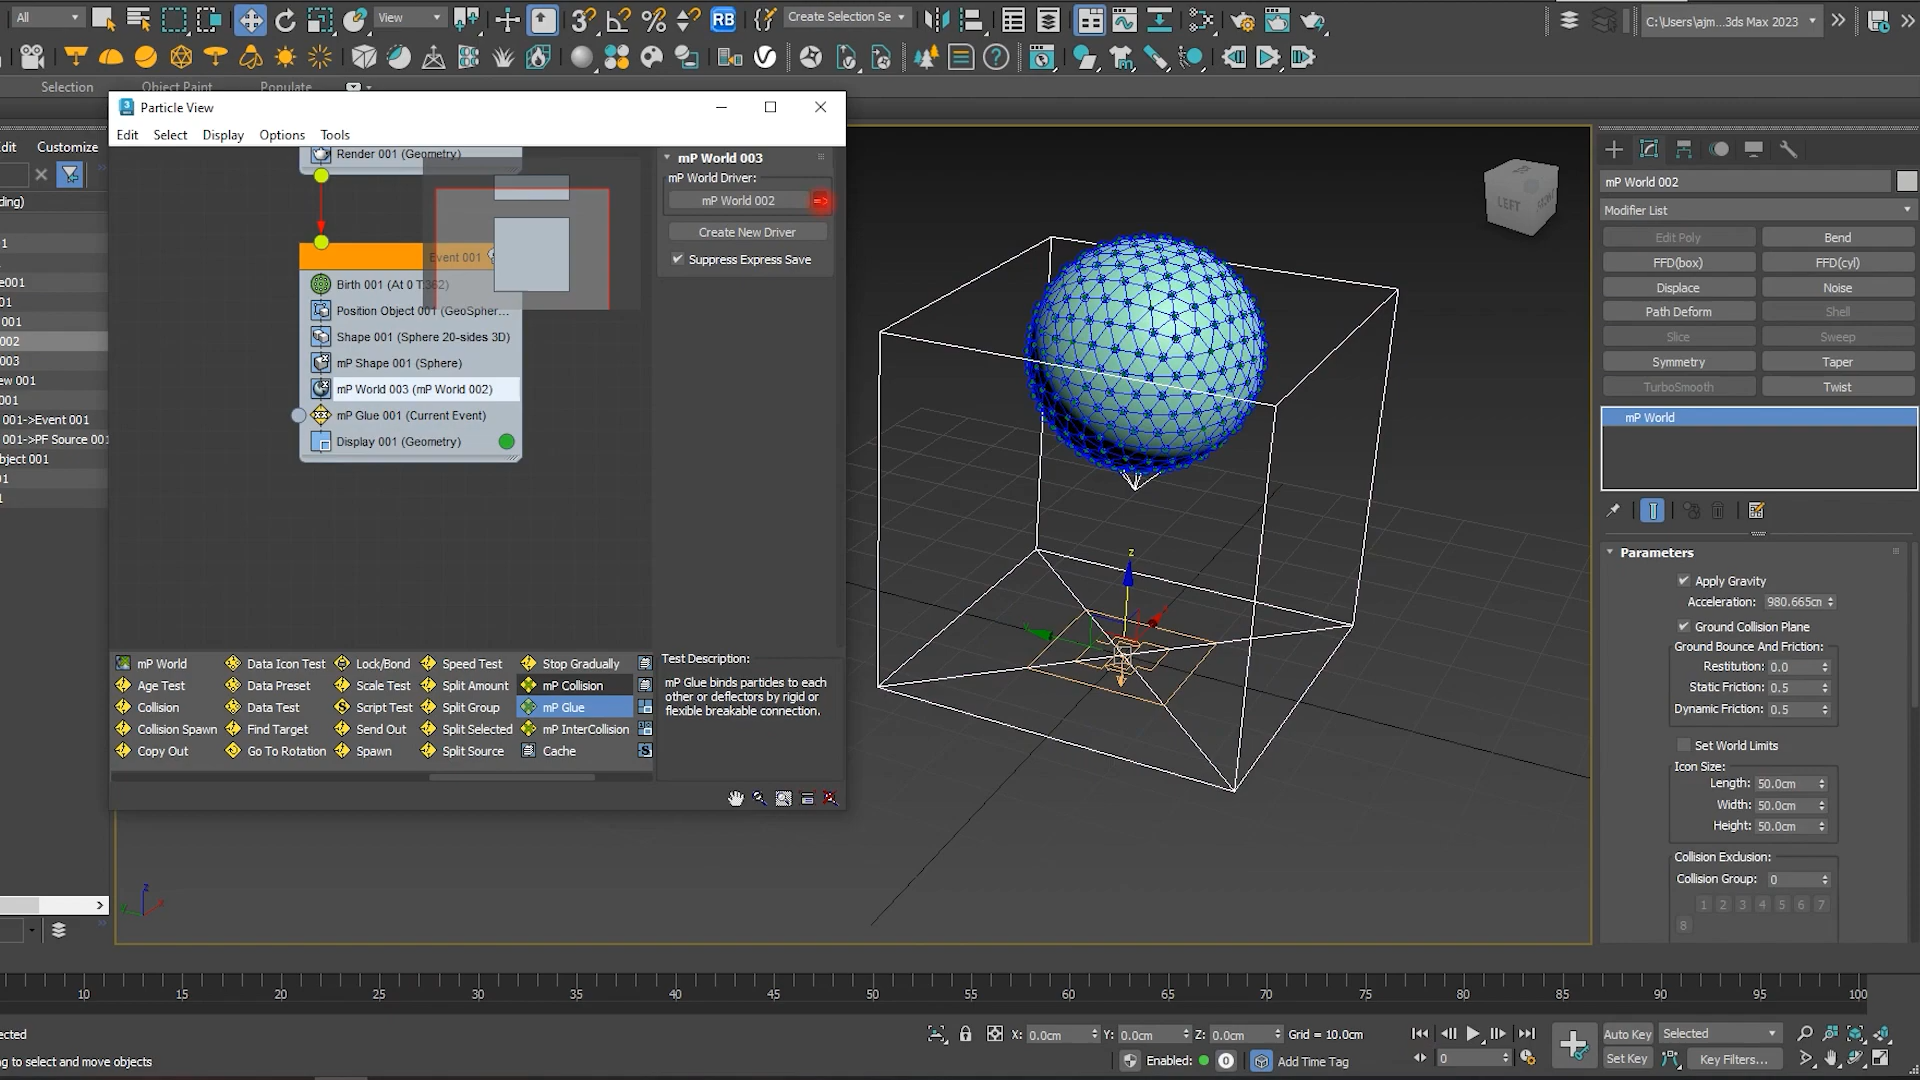 All
View
Create Selection Se
RB
C:\Users\ajm...3ds Max 2023
Selection
Object Paint
Populate
Particle View
Edit
Select
Display
Options
Tools
Customize
Render 001 (Geometry)
Event 001
Birth 001 (At 0 T:362)
Position Object 001 (GeoSpher...
Shape 001 (Sphere 20-sides 3D)
mP Shape 001 (Sphere)
mP World 003 (mP World 002)
mP Glue 001 (Current Event)
Display 001 (Geometry)
mP World 003
mP World Driver:
mP World 002
Create New Driver
Suppress Express Save
dit
ding)
1
e001
01
001
002
003
ew 001
001
001->Event 001
001->PF Source 001
bject 001
mP World
Data Icon Test
Lock/Bond
Speed Test
Stop Gradually
Age Test
Data Preset
Scale Test
Split Amount
mP Collision
Collision
Data Test
Script Test
Split Group
mP Glue
Collision Spawn
Find Target
Send Out
Split Selected
mP InterCollision
Copy Out
Go To Rotation
Spawn
Split Source
Cache
Test Description:
mP Glue binds particles to each
other or deflectors by rigid or
flexible breakable connection.
LEFT
FRONT
z
mP World 002
Modifier List
Edit Poly
Bend
FFD(box)
FFD(cyl)
Displace
Noise
Path Deform
Shell
Slice
Sweep
Symmetry
Taper
TurboSmooth
Twist
mP World
Parameters
Apply Gravity
Acceleration: 980.665cn
Ground Collision Plane
Ground Bounce And Friction:
Restitution: 0.0
Static Friction: 0.5
Dynamic Friction: 0.5
Set World Limits
Icon Size:
Length: 50.0cm
Width: 50.0cm
Height: 50.0cm
Collision Exclusion:
Collision Group: 0
1 2 3 4 5 6 7
8
10 15 20 25 30 35 40 45 50 55 60 65 70 75 80 85 90 95 100
ected
X: 0.0cm Y: 0.0cm Z: 0.0cm Grid = 10.0cm
Auto Key
Selected
g to select and move objects
Enabled:
0
Add Time Tag
0
Set Key
Key Filters...